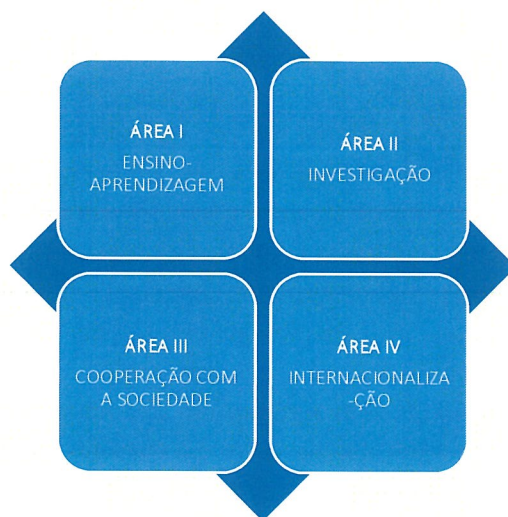 ÁREA I
ENSINO-
APRENDIZAGEM
ÁREA II
INVESTIGAÇÃO
ÁREA III
COOPERAÇÃO COM
A SOCIEDADE
ÁREA IV
INTERNACIONALIZA
-ÇÃO